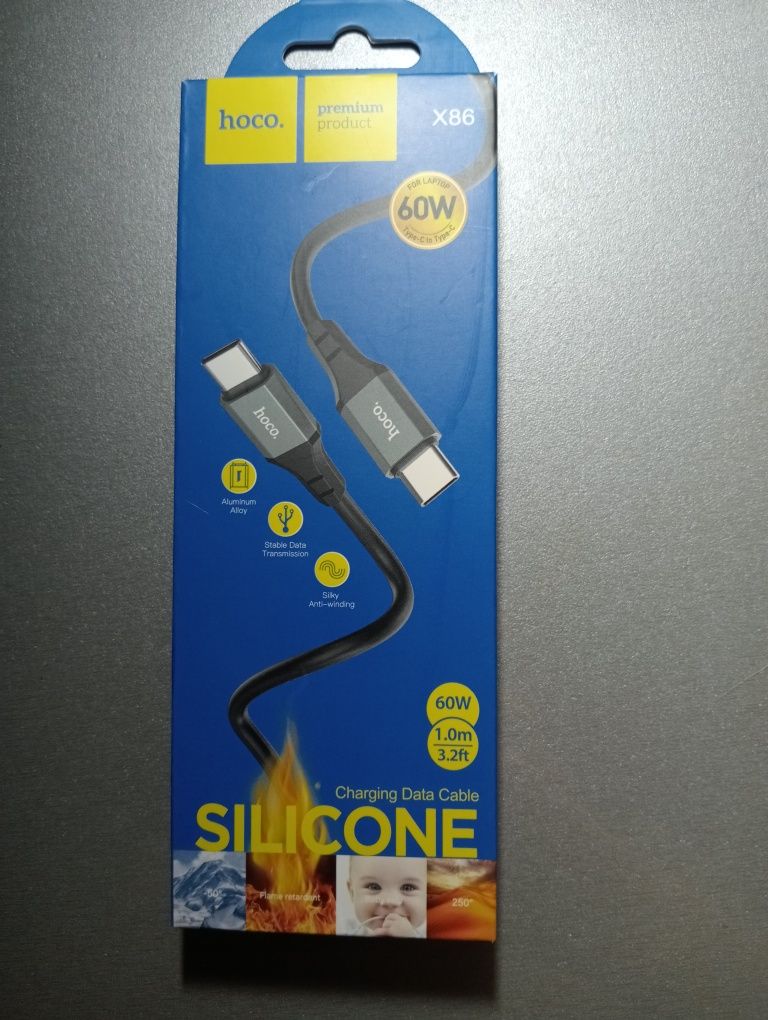 hoco.
premium
product
X86
FOR LAPTOP
60W
Type-C to Type-C
hoco.
hoco.
Aluminum
Alloy
Stable Data
Transmission
Silky
Anti-winding
60W
1.0m
3.2ft
Charging Data Cable
SILICONE
-50°
Flame retardant
250°